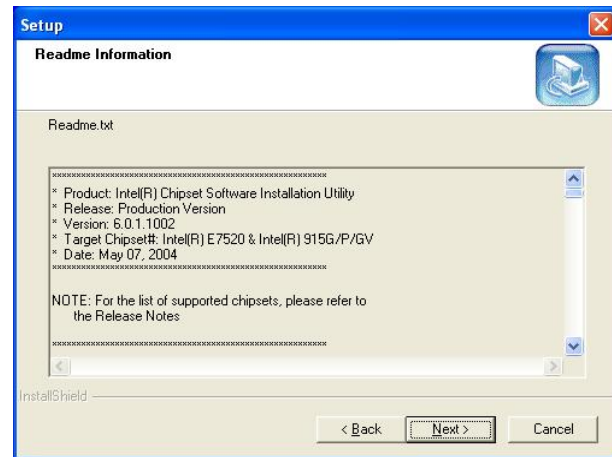 Setup
Readme Information
Readme.txt
************************************************************
* Product: Intel(R) Chipset Software Installation Utility
* Release: Production Version
* Version: 6.0.1.1002
* Target Chipset#: Intel(R) E7520 & Intel(R) 915G/P/GV
* Date: May 07, 2004
************************************************************
NOTE: For the list of supported chipsets, please refer to
the Release Notes
************************************************************
InstallShield
< Back
Next >
Cancel